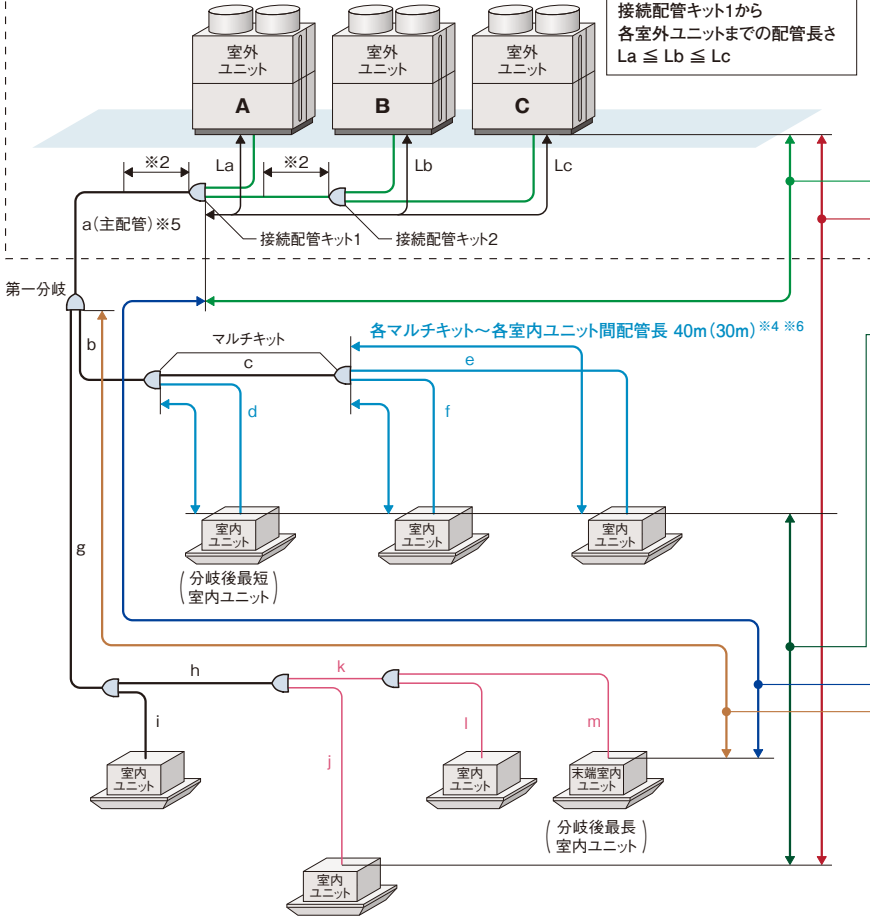 接続配管キット1から
各室外ユニットまでの配管長さ
La ≦ Lb ≦ Lc
室外
ユニット
A
室外
ユニット
B
室外
ユニット
C
※2
La
※2
Lb
Lc
a(主配管)※5
接続配管キット1
接続配管キット2
第一分岐
b
マルチキット
各マルチキット～各室内ユニット間配管長 40m(30m)※4 ※6
c
e
d
f
室内
ユニット
室内
ユニット
室内
ユニット
g
(分岐後最短
室内ユニット)
h
k
i
j
l
m
室内
ユニット
室内
ユニット
末端室内
ユニット
(分岐後最長
室内ユニット)
室内
ユニット